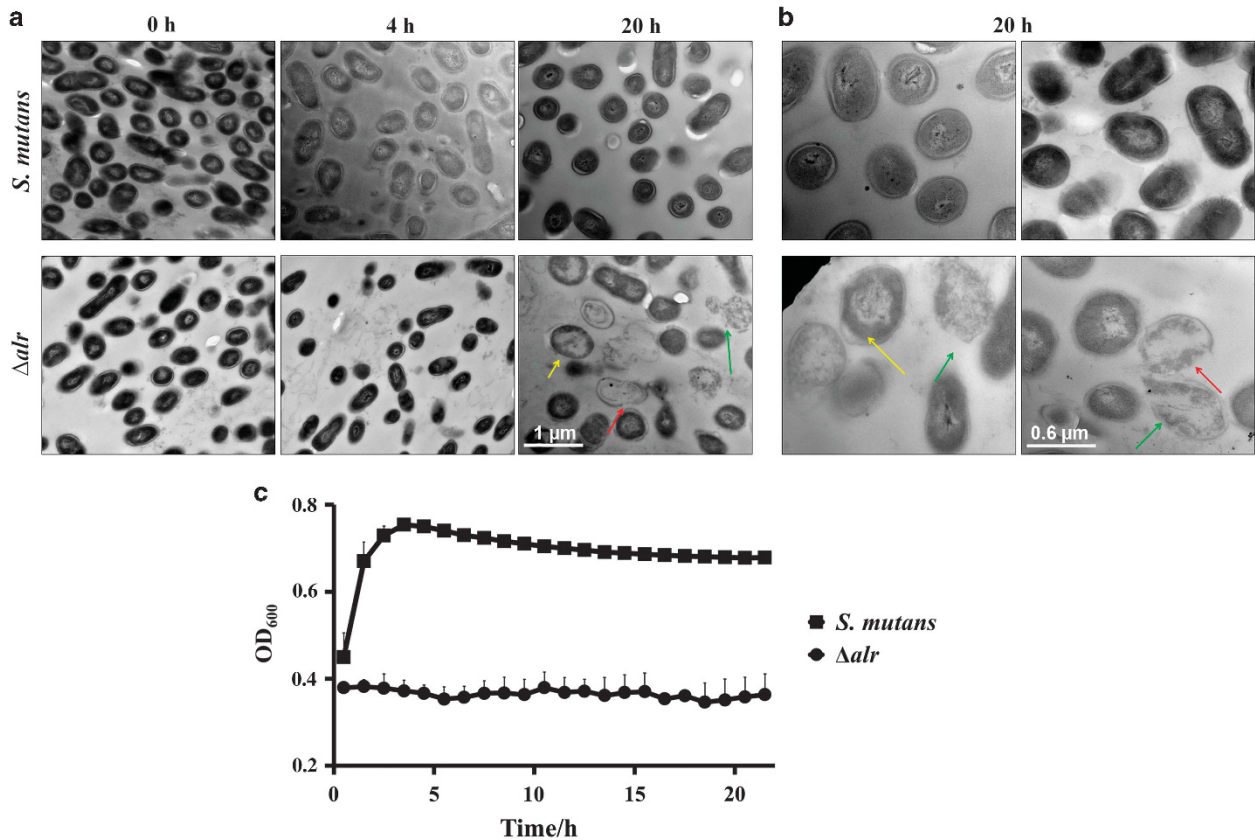 a
b
0 h
4 h
20 h
20 h
S. mutans
Δalr
1 µm
0.6 µm
c
0.8
0.6
0.4
0.2
OD600
0
5
10
15
20
Time/h
S. mutans
Δalr